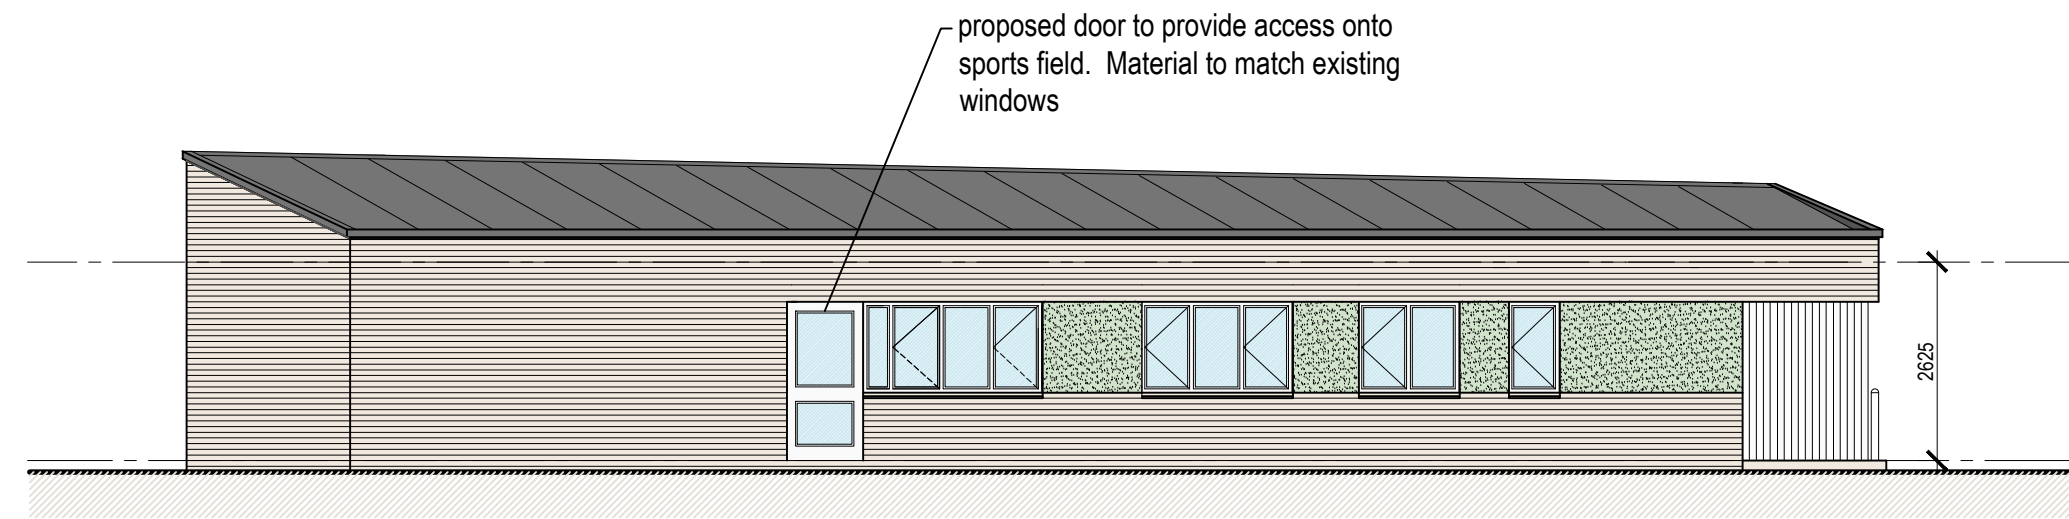 proposed door to provide access onto
sports field. Material to match existing
windows
2625